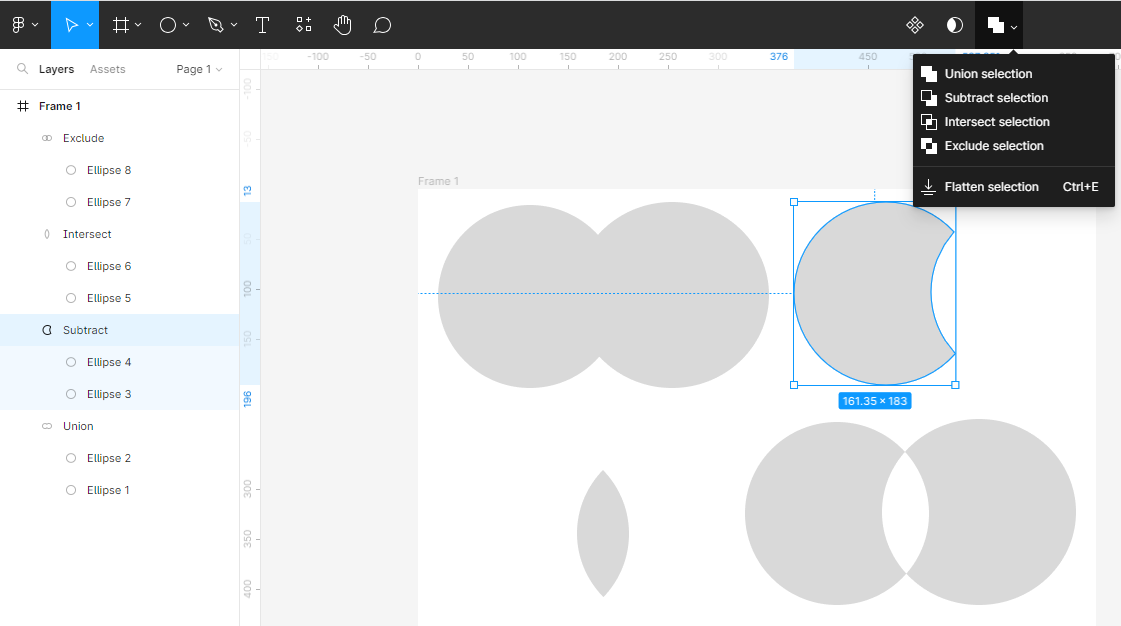 Layers Assets Page 1
-100 -50 0 50 100 150 200 250 300 376 450
Union selection
Subtract selection
Intersect selection
Exclude selection
Flatten selection Ctrl+E
Frame 1
Exclude
Ellipse 8
Ellipse 7
Intersect
Ellipse 6
Ellipse 5
Subtract
Ellipse 4
Ellipse 3
Union
Ellipse 2
Ellipse 1
-100
-50
13
50
100
150
196
300
350
400
Frame 1
161.35 × 183